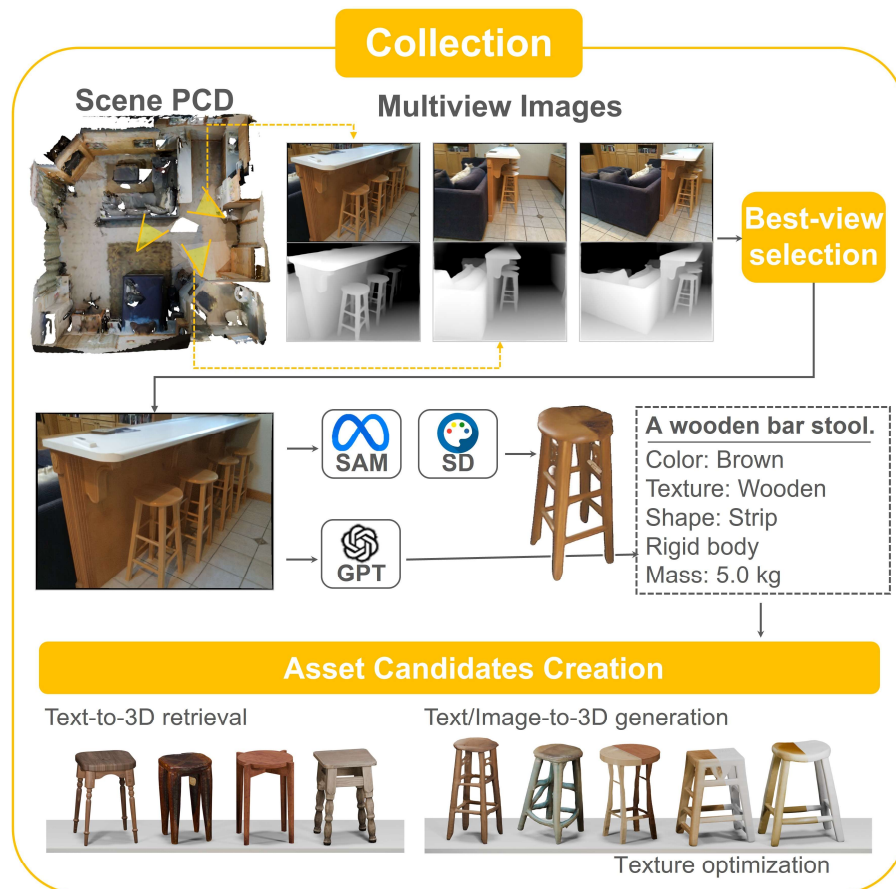 Collection
Scene PCD
Multiview Images
Best-view
selection
SAM
SD
GPT
A wooden bar stool.
Color: Brown
Texture: Wooden
Shape: Strip
Rigid body
Mass: 5.0 kg
Asset Candidates Creation
Text-to-3D retrieval
Text/Image-to-3D generation
Texture optimization